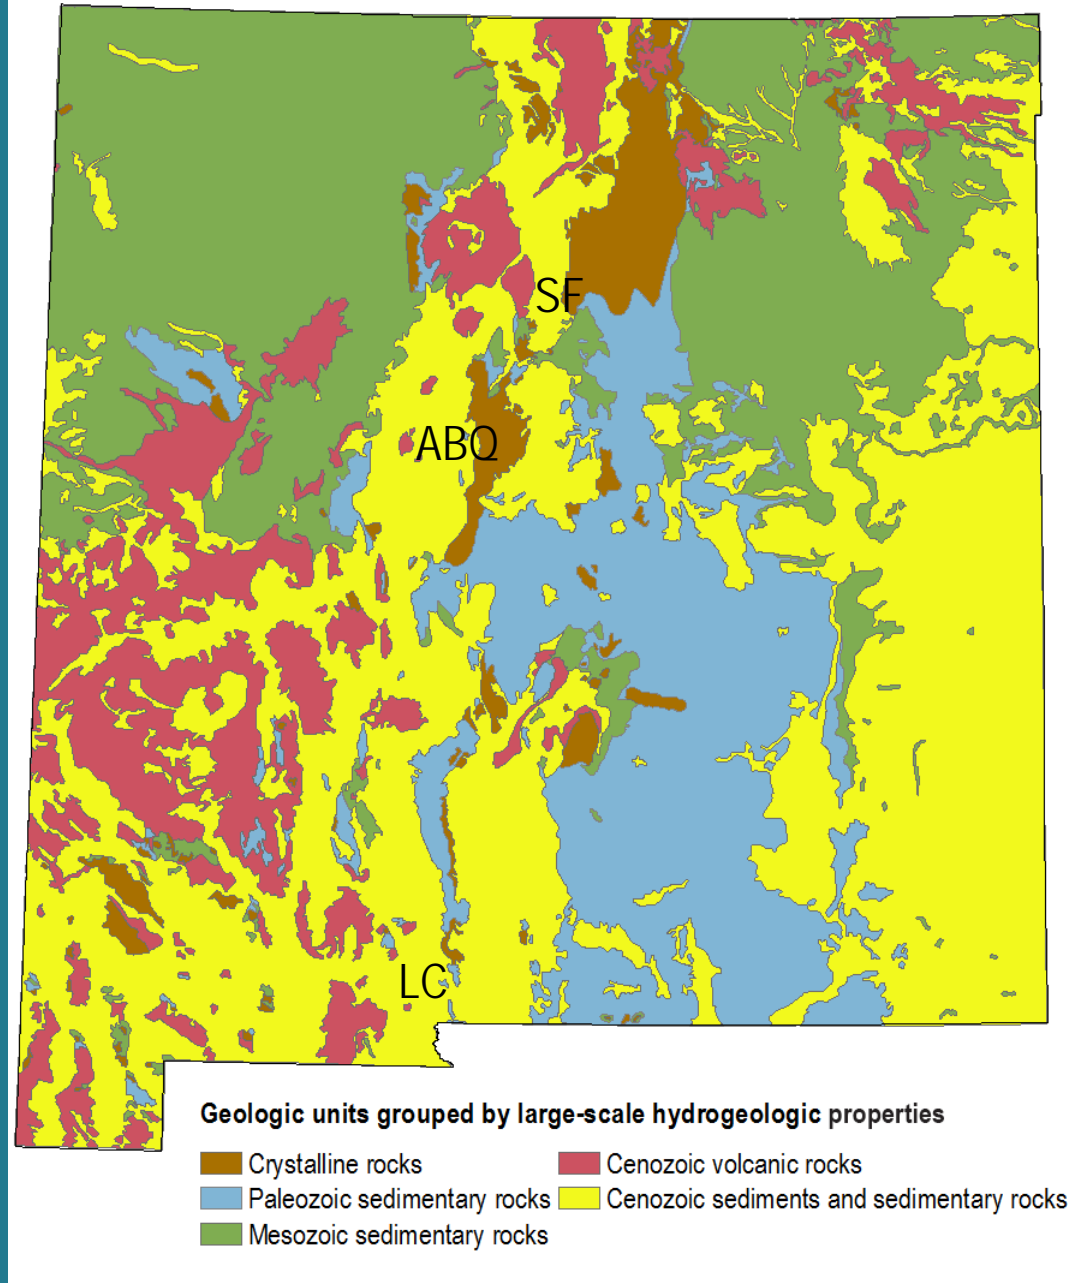 SF
ABQ
LC
Geologic units grouped by large-scale hydrogeologic properties
Crystalline rocks
Cenozoic volcanic rocks
Paleozoic sedimentary rocks
Cenozoic sediments and sedimentary rocks
Mesozoic sedimentary rocks